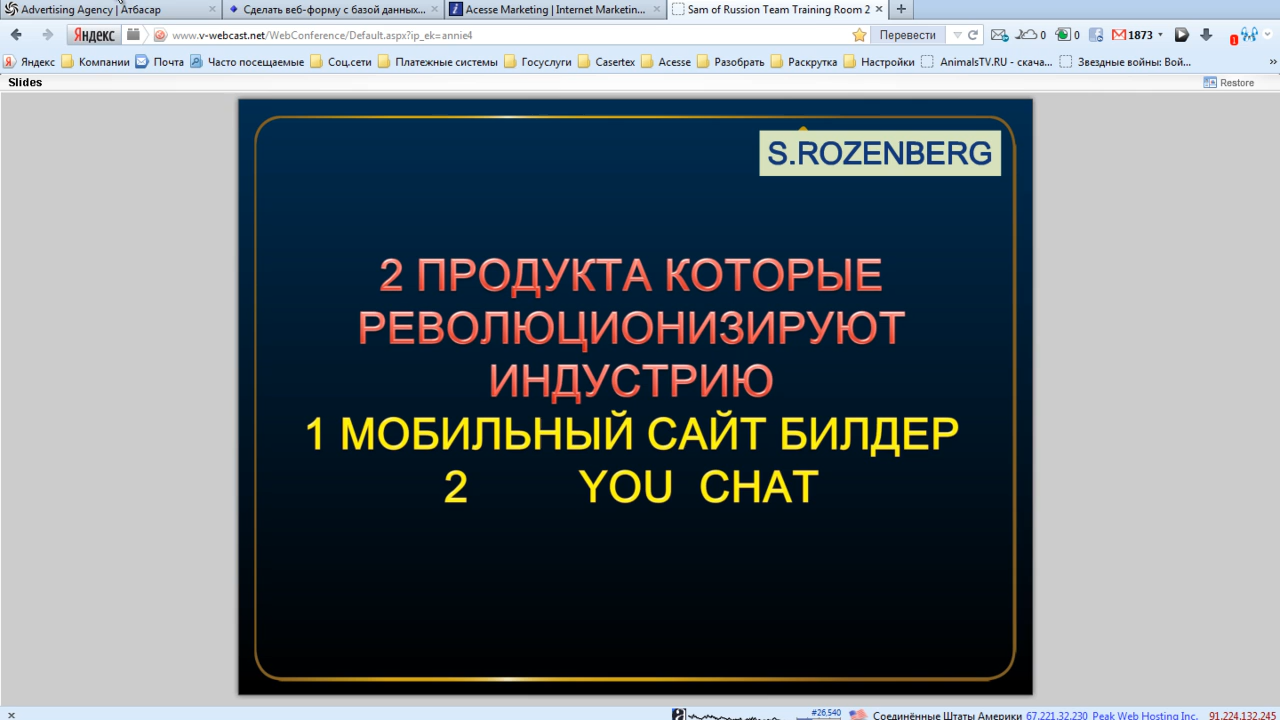 Advertising Agency | Атбасар
Сделать веб-форму с базой данных...
Acesse Marketing | Internet Marketin...
Sam of Russion Team Training Room 2
Яндекс
www.v-webcast.net/WebConference/Default.aspx?ip_ek=annie4
Перевести
0
0
1873
1
Яндекс
Компании
Почта
Часто посещаемые
Соц.сети
Платежные системы
Госуслуги
Casertex
Acesse
Разобрать
Раскрутка
Настройки
AnimalsTV.RU - скача...
Звездные войны: Вой...
Slides
Restore
S.ROZENBERG
2 ПРОДУКТА КОТОРЫЕ
РЕВОЛЮЦИОНИЗИРУЮТ
ИНДУСТРИЮ
1 МОБИЛЬНЫЙ САЙТ БИЛДЕР
2 YOU CHAT
#26,540
Соединённые Штаты Америки
67.221.32.230
Peak Web Hosting Inc.
91.224.132.245